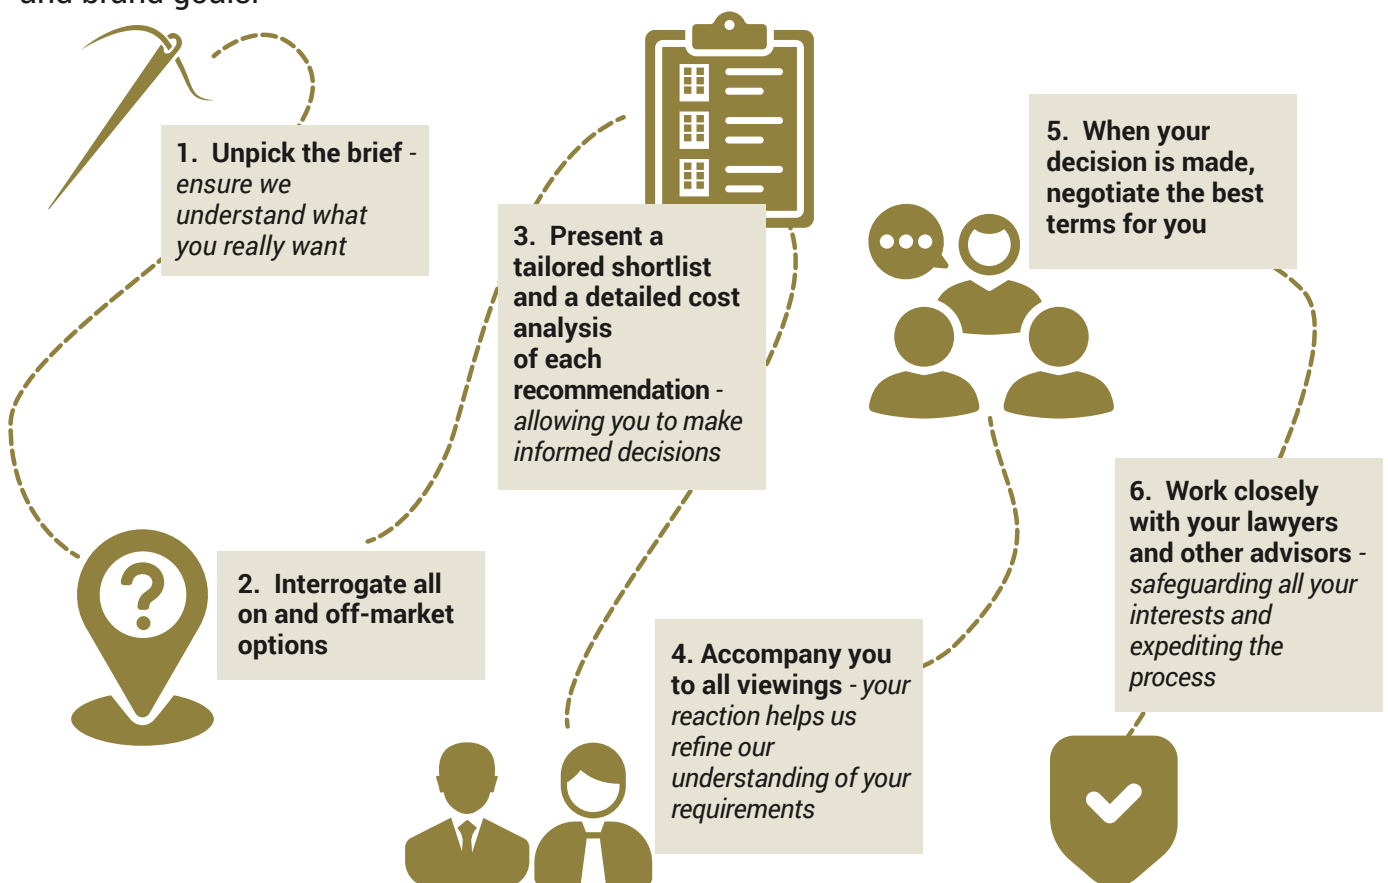 and brand goals.
1. Unpick the brief -
ensure we
understand what
you really want
2. Interrogate all
on and off-market
options
3. Present a
tailored shortlist
and a detailed cost
analysis
of each
recommendation -
allowing you to make
informed decisions
4. Accompany you
to all viewings - your
reaction helps us
refine our
understanding of your
requirements
5. When your
decision is made,
negotiate the best
terms for you
6. Work closely
with your lawyers
and other advisors -
safeguarding all your
interests and
expediting the
process